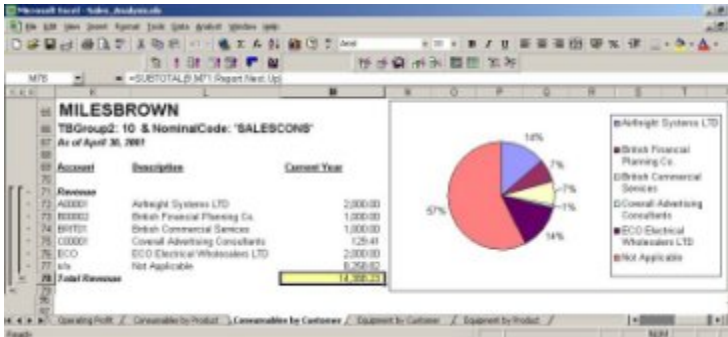 Microsoft Excel - Sales_Analysis.xls
File Edit View Insert Format Tools Data Analyst Window Help
Arial
10
M78
=SUBTOTAL(9,M71:Report.Next.Up)
K
L
M
N
O
P
Q
R
S
T
MILESBROWN
TBGroup2: 10 & NominalCode: 'SALESCONS'
As of April 30, 2001
Account Description Current Year
Revenue
A00001 Airfreight Systems LTD 2,000.00
B00002 British Financial Planning Co. 1,000.00
BRIT01 British Commercial Services 1,000.00
C00001 Coverall Advertising Consultants 129.41
ECO ECO Electrical Wholesalers LTD 2,000.00
n/a Not Applicable
Total Revenue
14%
7%
7%
1%
14%
57%
Airfreight Systems LTD
British Financial Planning Co.
British Commercial Services
Coverall Advertising Consultants
ECO Electrical Wholesalers LTD
Not Applicable
Operating Profit / Consumables by Product / Consumables by Customer / Equipment by Customer / Equipment by Product
Ready
NUM